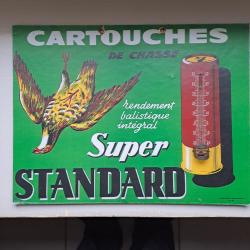 CARTOUCHES
DE CHASSE
rendement
balistique
intégral
Super
STANDARD